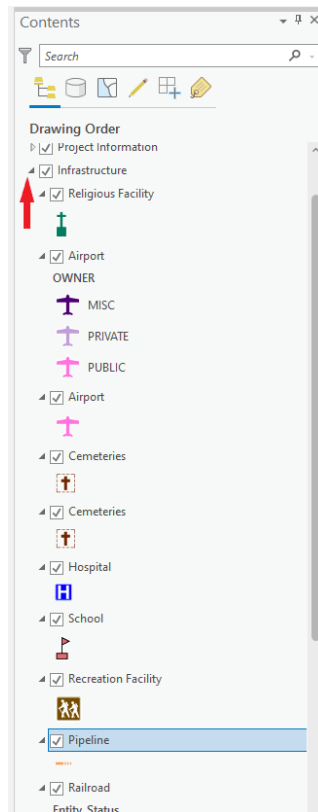 Contents
Search
Drawing Order
Project Information
Infrastructure
Religious Facility
Airport
OWNER
MISC
PRIVATE
PUBLIC
Airport
Cemeteries
Cemeteries
Hospital
H
School
Recreation Facility
Pipeline
Railroad
Entity_Status